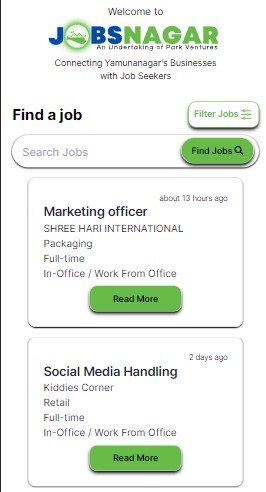 Welcome to
JOBSNAGAR
An Undertaking of Park Ventures
Connecting Yamunanagar's Businesses
with Job Seekers
Find a job
Filter Jobs
Search Jobs
Find Jobs
about 13 hours ago
Marketing officer
SHREE HARI INTERNATIONAL
Packaging
Full-time
In-Office / Work From Office
Read More
2 days ago
Social Media Handling
Kiddies Corner
Retail
Full-time
In-Office / Work From Office
Read More